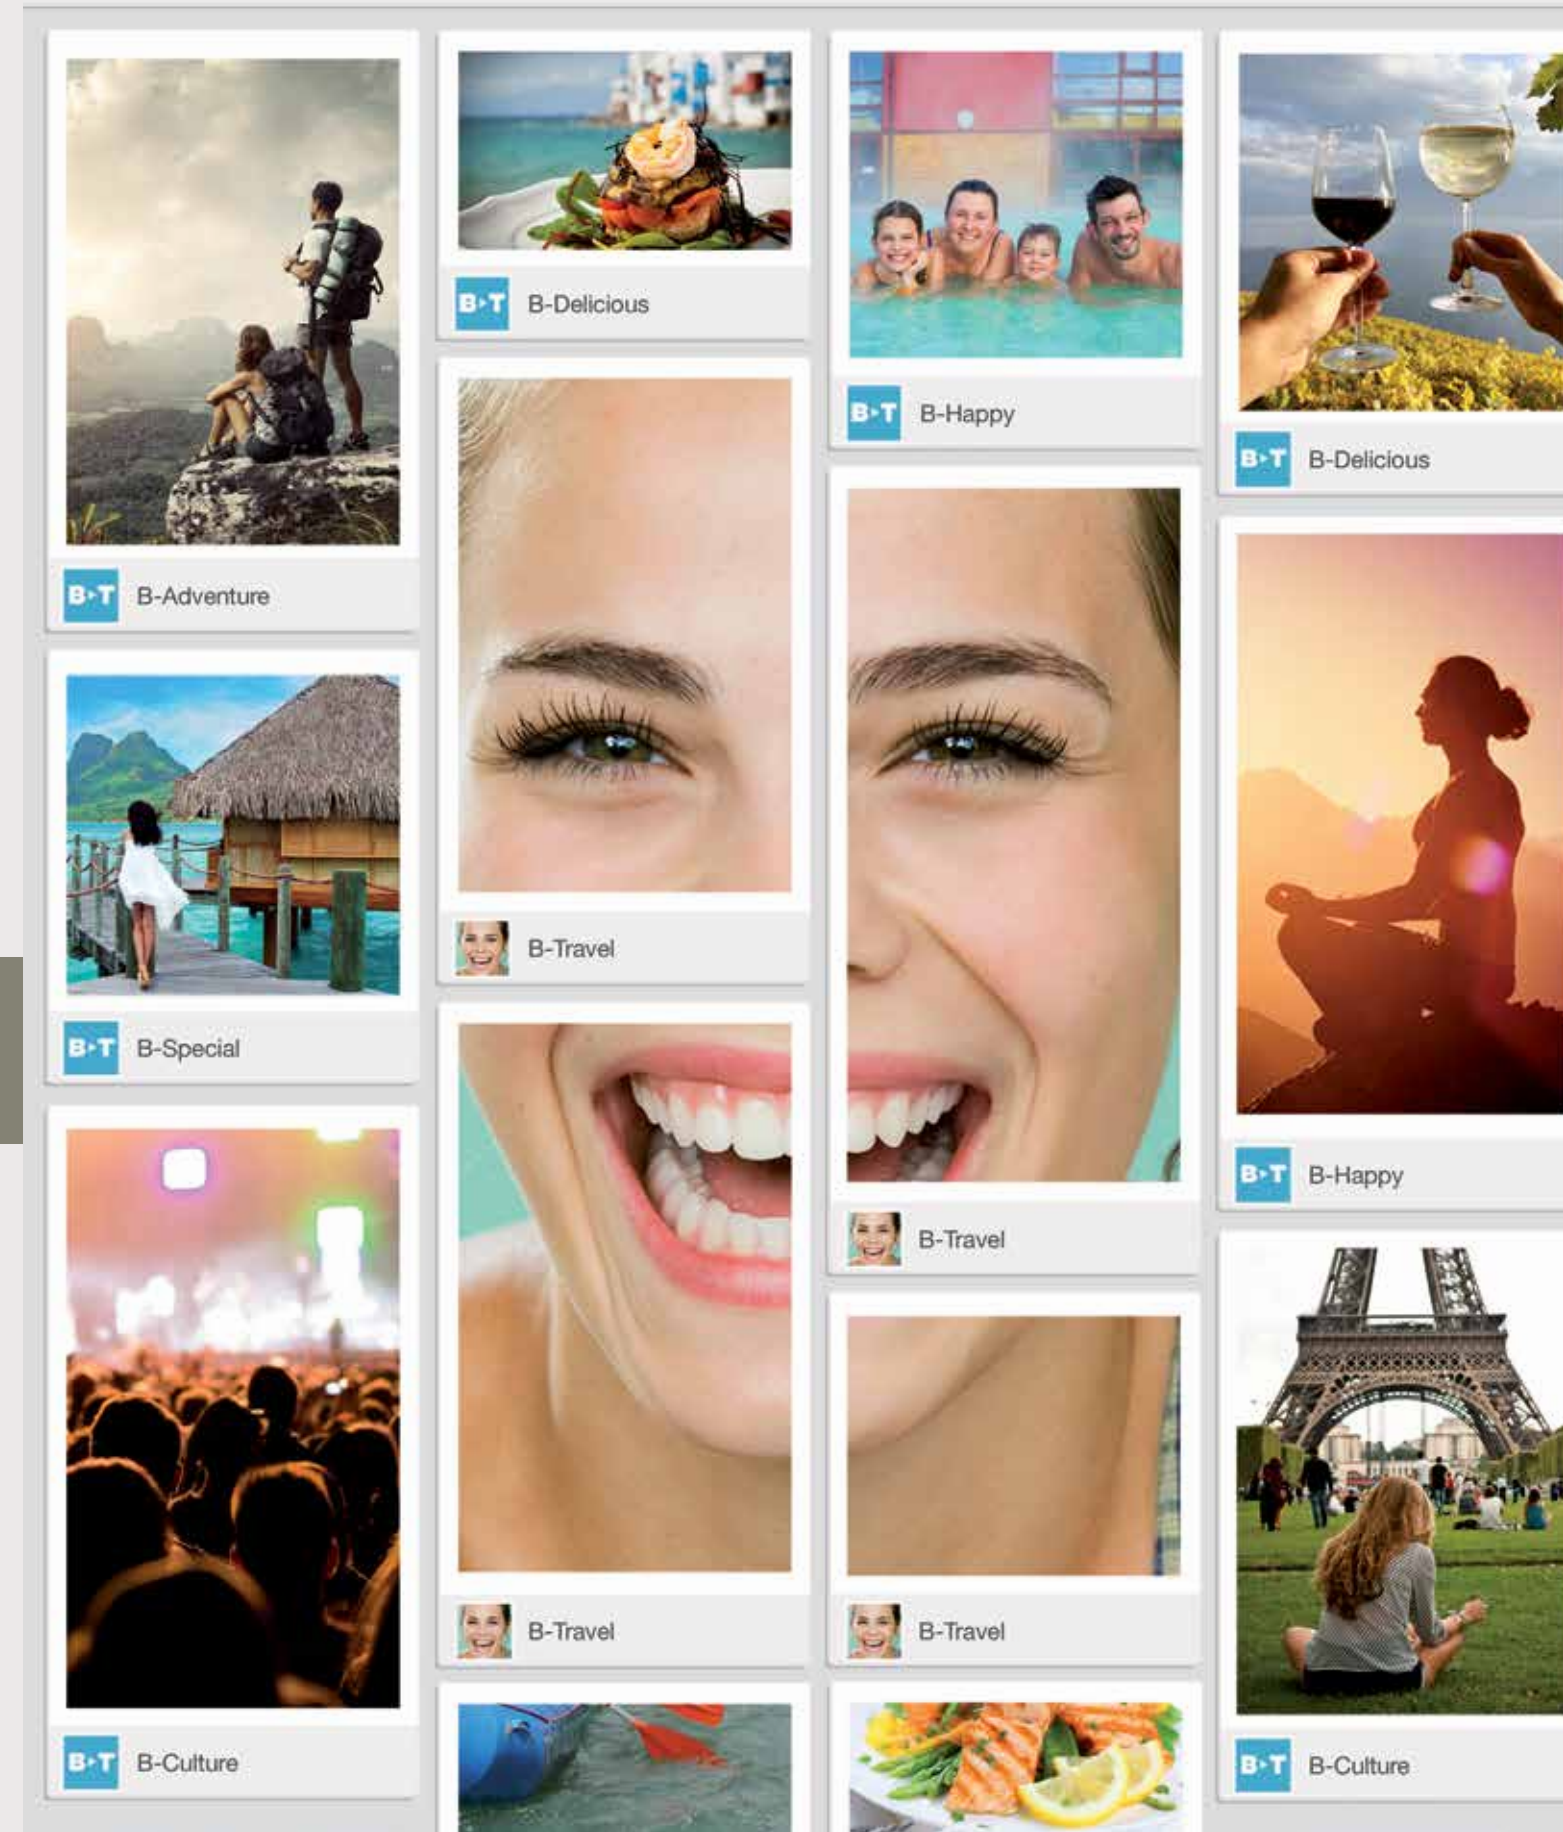 B▸T B-Adventure
B▸T B-Special
B▸T B-Culture
B▸T B-Delicious
B-Travel
B-Travel
B▸T B-Happy
B-Travel
B-Travel
B▸T B-Delicious
B▸T B-Happy
B▸T B-Culture